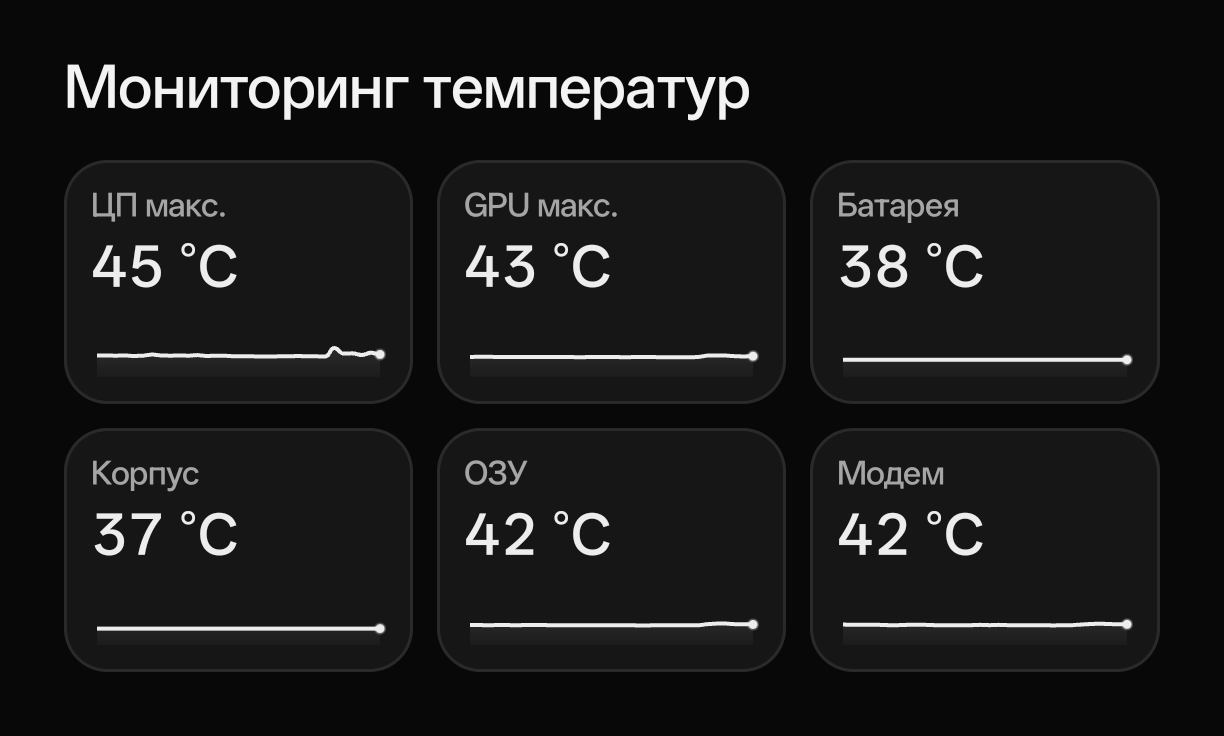 Мониторинг температур
ЦП макс.
45 °C
GPU макс.
43 °C
Батарея
38 °C
Корпус
37 °C
ОЗУ
42 °C
Модем
42 °C